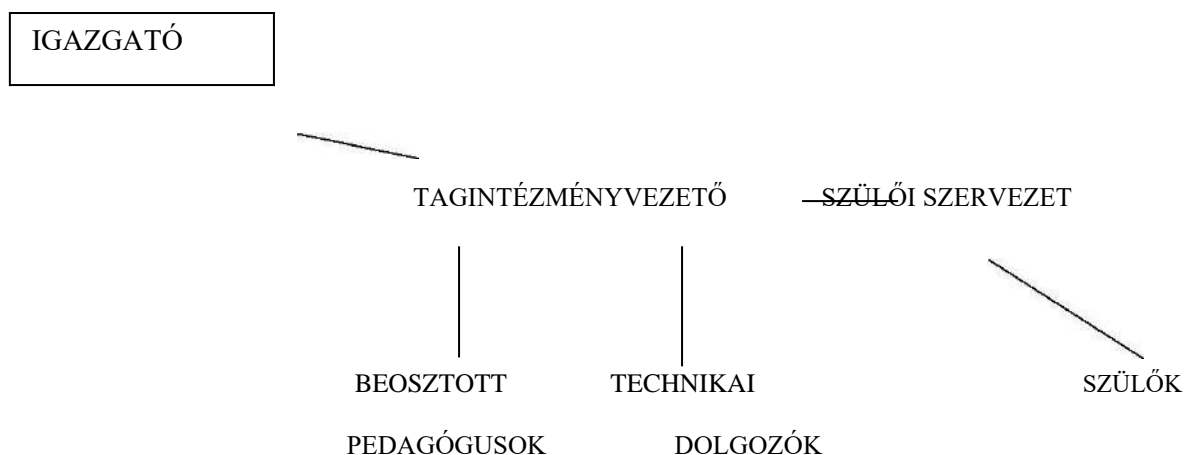 IGAZGATÓ
TAGINTÉZMÉNYVEZETŐ SZÜLŐI SZERVEZET
BEOSZTOTT TECHNIKAI SZÜLŐK
PEDAGÓGUSOK DOLGOZÓK